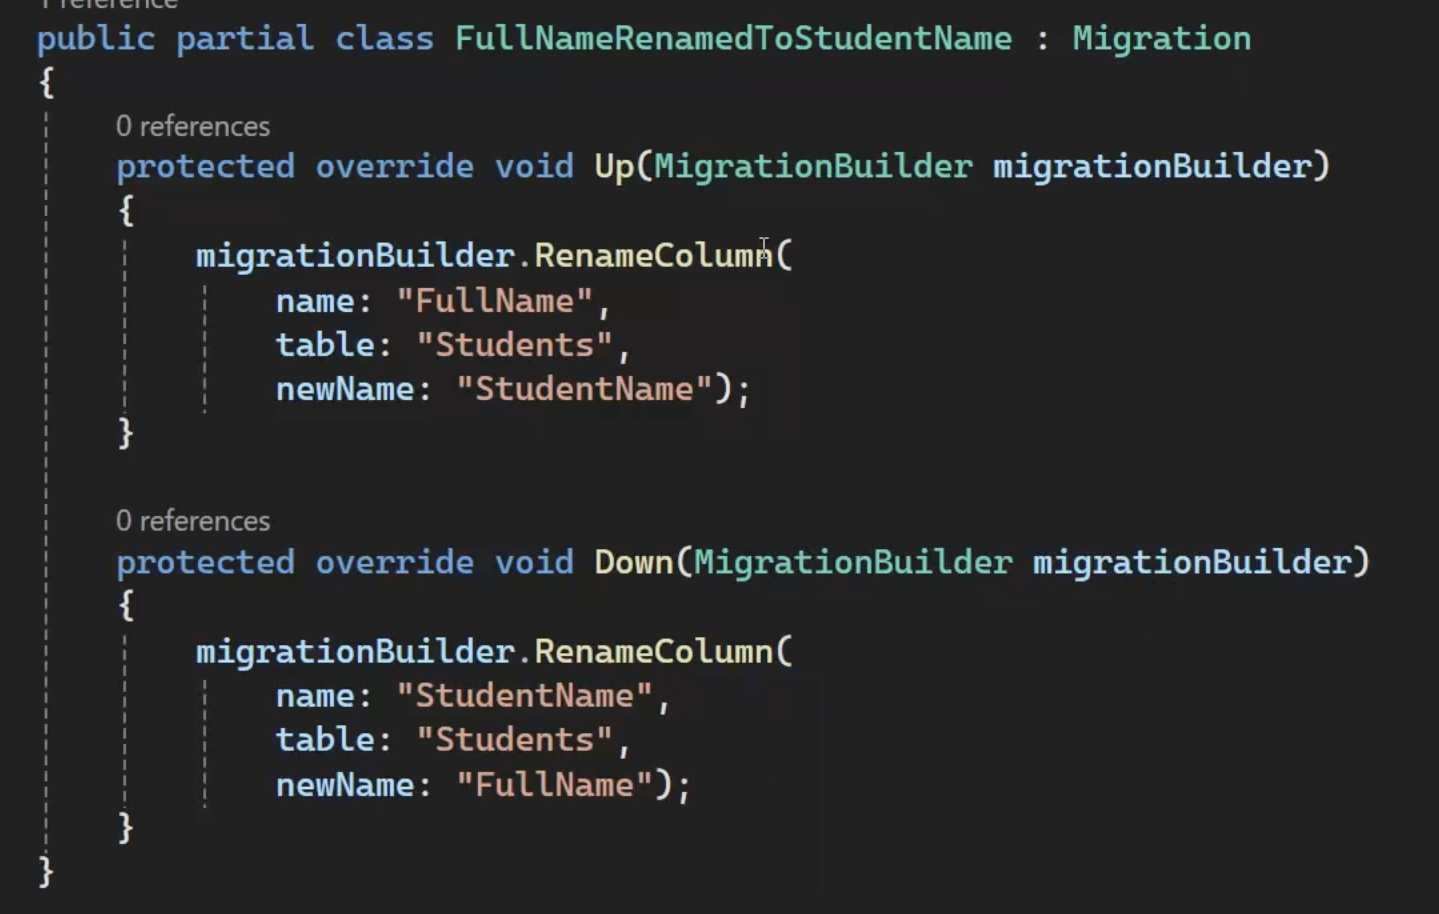 1 reference
public partial class FullNameRenamedToStudentName : Migration
{
0 references
protected override void Up(MigrationBuilder migrationBuilder)
{
migrationBuilder.RenameColumn(
name: "FullName",
table: "Students",
newName: "StudentName");
}
0 references
protected override void Down(MigrationBuilder migrationBuilder)
{
migrationBuilder.RenameColumn(
name: "StudentName",
table: "Students",
newName: "FullName");
}
}